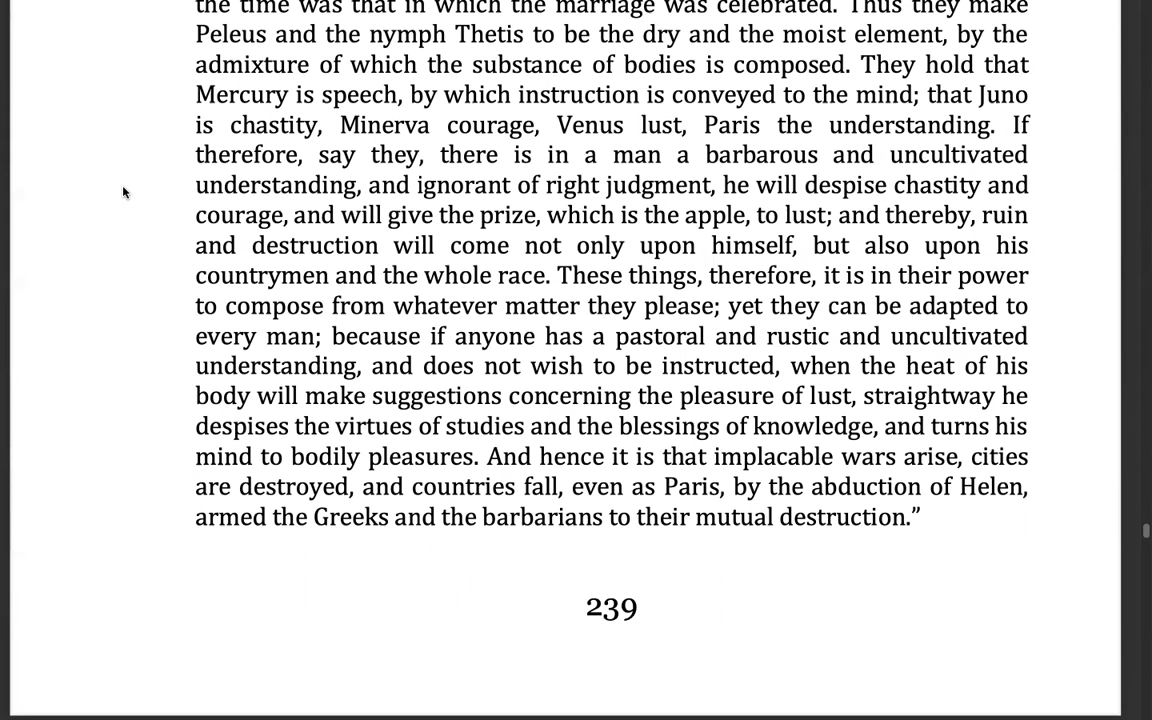 the time was that in which the marriage was celebrated. Thus they make
Peleus and the nymph Thetis to be the dry and the moist element, by the
admixture of which the substance of bodies is composed. They hold that
Mercury is speech, by which instruction is conveyed to the mind; that Juno
is chastity, Minerva courage, Venus lust, Paris the understanding. If
therefore, say they, there is in a man a barbarous and uncultivated
understanding, and ignorant of right judgment, he will despise chastity and
courage, and will give the prize, which is the apple, to lust; and thereby, ruin
and destruction will come not only upon himself, but also upon his
countrymen and the whole race. These things, therefore, it is in their power
to compose from whatever matter they please; yet they can be adapted to
every man; because if anyone has a pastoral and rustic and uncultivated
understanding, and does not wish to be instructed, when the heat of his
body will make suggestions concerning the pleasure of lust, straightway he
despises the virtues of studies and the blessings of knowledge, and turns his
mind to bodily pleasures. And hence it is that implacable wars arise, cities
are destroyed, and countries fall, even as Paris, by the abduction of Helen,
armed the Greeks and the barbarians to their mutual destruction.”
239